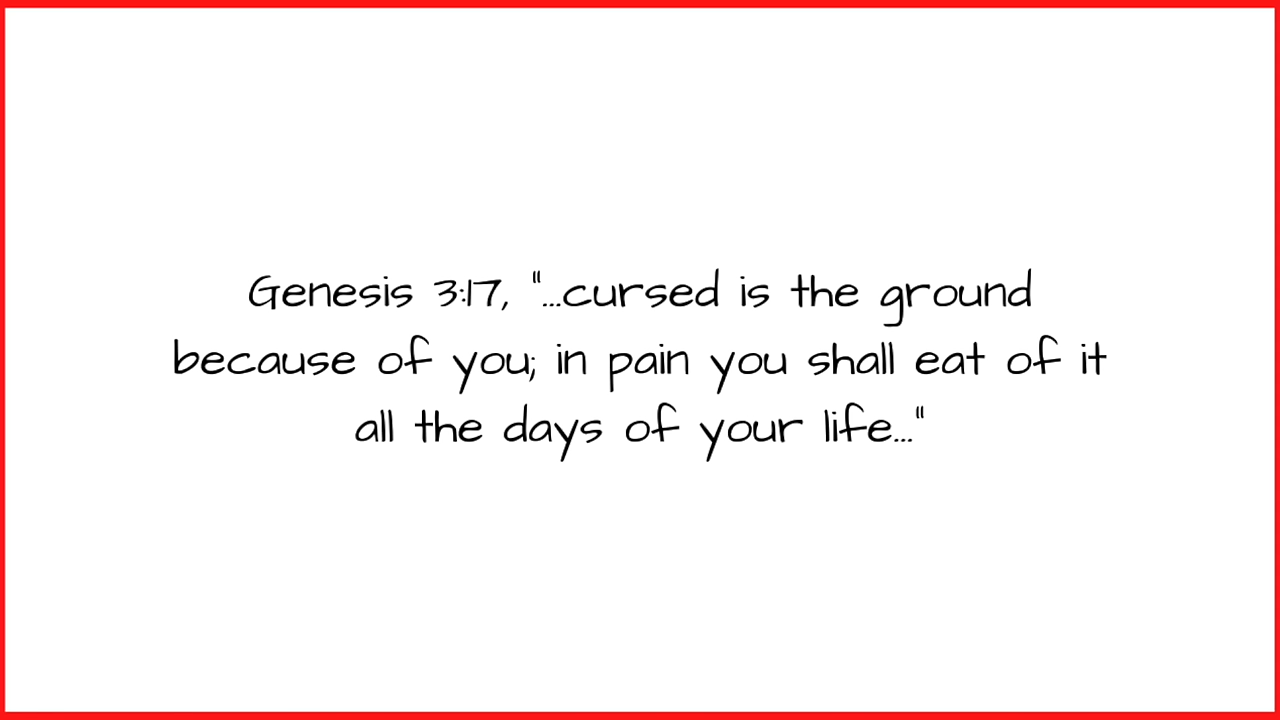 Genesis 3:17, "...cursed is the ground
because of you; in pain you shall eat of it
all the days of your life..."